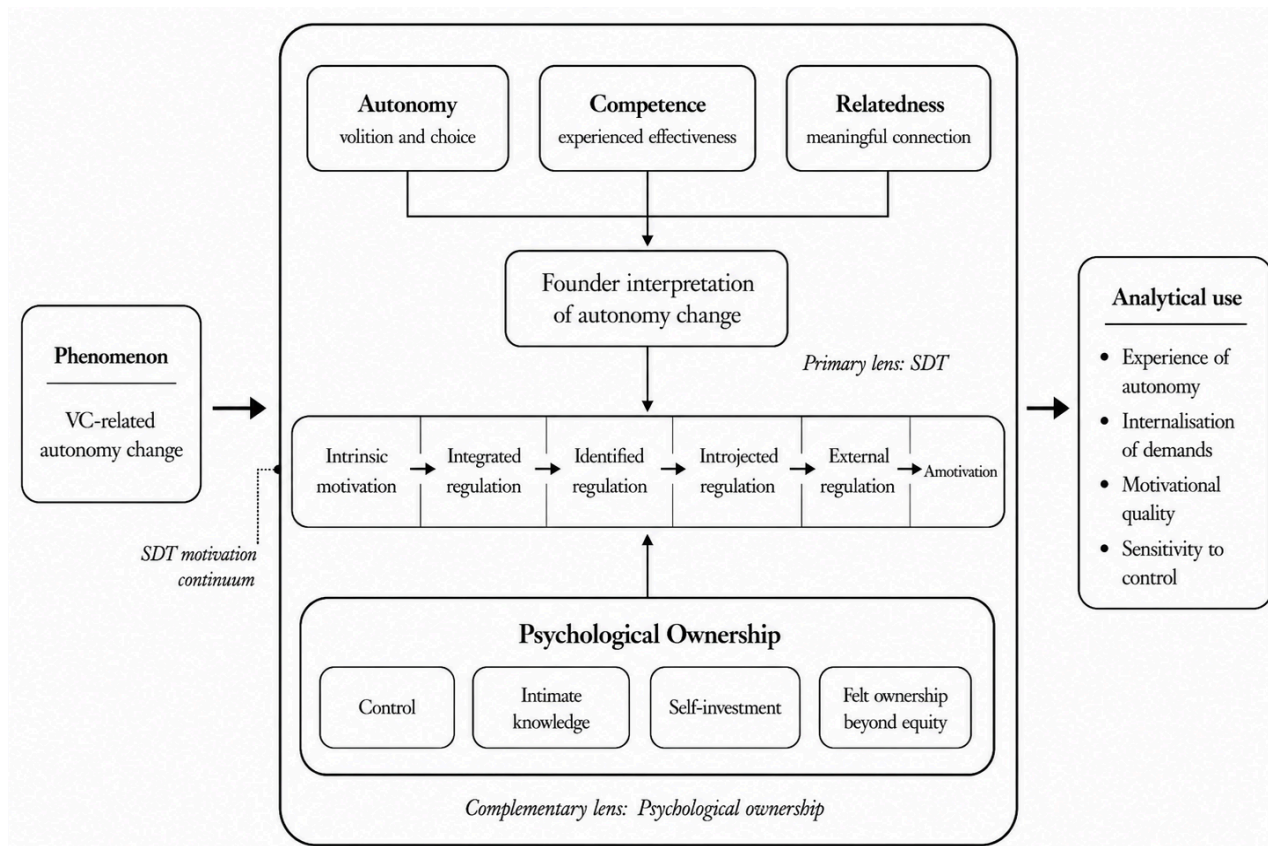 Autonomy
volition and choice
Competence
experienced effectiveness
Relatedness
meaningful connection
Founder interpretation
of autonomy change
Primary lens: SDT
Phenomenon
VC-related
autonomy change
Intrinsic
motivation
Integrated
regulation
Identified
regulation
Introjected
regulation
External
regulation
Amotivation
SDT motivation
continuum
Psychological Ownership
Control
Intimate
knowledge
Self-investment
Felt ownership
beyond equity
Complementary lens: Psychological ownership
Analytical use
• Experience of
autonomy
• Internalisation
of demands
• Motivational
quality
• Sensitivity to
control